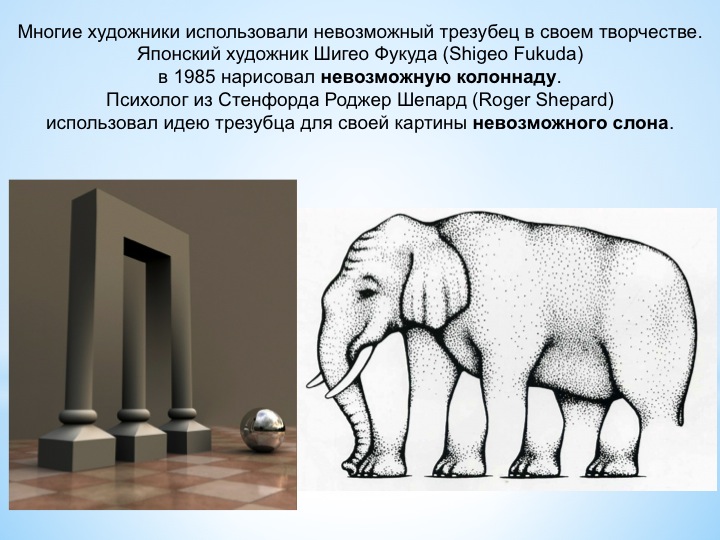 Многие художники использовали невозможный трезубец в своем творчестве.
Японский художник Шигео Фукуда (Shigeo Fukuda)
в 1985 нарисовал невозможную колоннаду.
Психолог из Стенфорда Роджер Шепард (Roger Shepard)
использовал идею трезубца для своей картины невозможного слона.